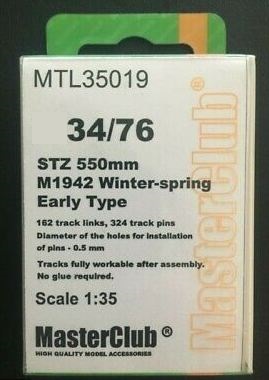 MTL35019
34/76
STZ 550mm
M1942 Winter-spring
Early Type
162 track links, 324 track pins
Diameter of the holes for installation
of pins - 0.5 mm
Tracks fully workable after assembly.
No glue required.
Scale 1:35
MasterClub ®
HIGH QUALITY MODEL ACCESSORIES
MasterClub®